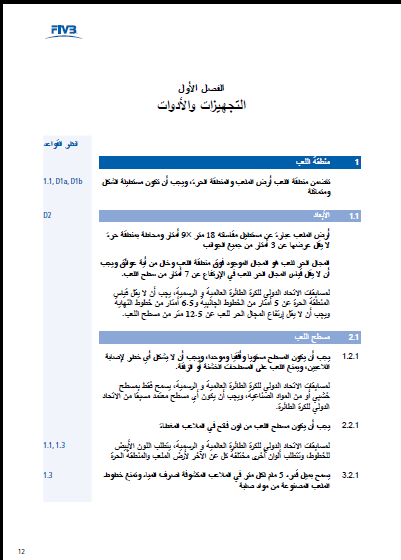 FIVB
الفصل الأول
التجهيزات والأدوات
انظر القواعد
1 منطقة اللعب
1.1, D1a, D1b
تتضمن منطقة اللعب أرض الملعب والمنطقة الحرة، ويجب أن تكون مستطيلة الشكل
ومتماثلة
1.1 الأبعاد
D2
أرض الملعب عبارة عن مستطيل مقاساته 18 متر ×9 أمتار ومحاطة بمنطقة حرة
لا يقل عرضها عن 3 أمتار من جميع الجوانب
المجال الحر للعب هو المجال الموجود فوق منطقة اللعب وخال من أية عوائق ويجب
أن لا يقل قياس المجال الحر للعب في الإرتفاع عن 7 أمتار من سطح اللعب.
لمسابقات الاتحاد الدولي للكرة الطائرة العالمية و الرسمية، يجب أن لا يقل قياس
المنطقة الحرة عن 5 أمتار من الخطوط الجانبية و6.5 أمتار من خطوط النهاية
ويجب أن لا يقل إرتفاع المجال الحر للعب عن 12.5 متر من سطح اللعب.
2.1 سطح اللعب
1.2.1 يجب أن يكون السطح مستويا وأفقيا وموحدا، ويجب أن لا يشكل أي خطر لإصابة
اللاعبين، ويمنع اللعب على المسطحات الخشنة أو الزلقة.
لمسابقات الاتحاد الدولي للكرة الطائرة العالمية و الرسمية، يسمح فقط بسطح
خشبي أو من المواد الصناعية، ويجب أن يكون أي سطح معتمد مسبقا من الاتحاد
الدولي للكرة الطائرة.
2.2.1 يجب أن يكون سطح اللعب من لون فاتح في الملاعب المغطاة
1.1, 1.3
لمسابقات الاتحاد الدولي للكرة الطائرة العالمية و الرسمية، يتطلب اللون الأبيض
للخطوط، وتتطلب ألوان أخرى مختلفة كل عن الآخر لأرض الملعب والمنطقة الحرة
1.3
3.2.1 يسمح بميل قدره 5 ملم لكل متر في الملاعب المكشوفة لصرف المياه وتمنع خطوط
الملعب المصنوعة من مواد صلبة
12